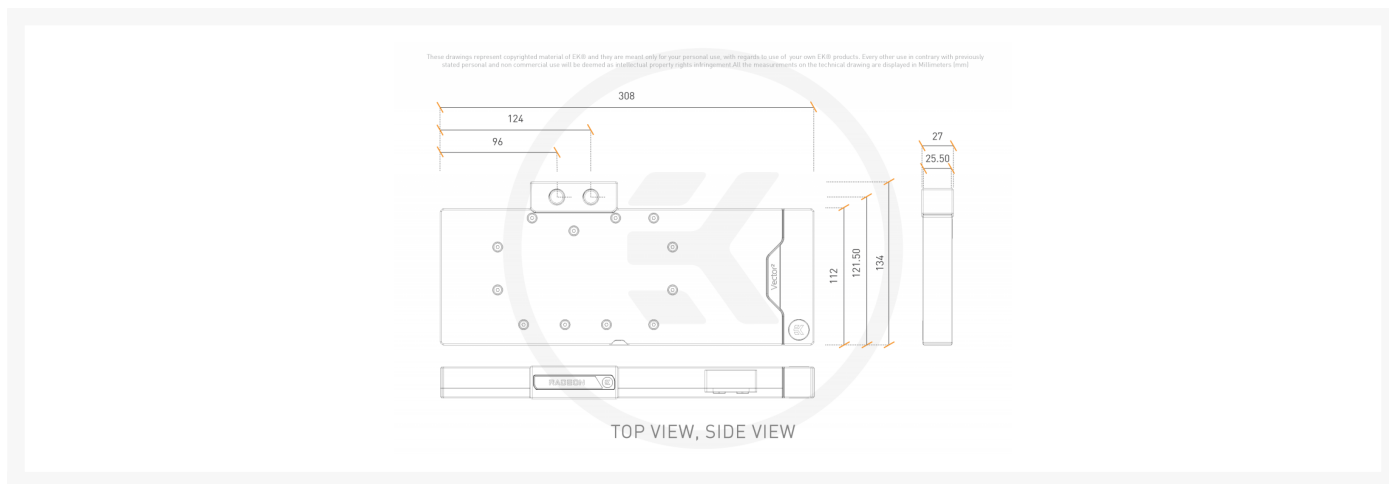 These drawings represent copyrighted material of EK® and they are meant only for your personal use, with regards to use of your own EK® products. Every other use in contrary with previously
stated personal and non commercial use will be deemed as intellectual property rights infringement.All the measurements on the technical drawing are displayed in Millimeters (mm)
308
124
96
27
25.50
112
121.50
134
Vector²
RADEON
TOP VIEW, SIDE VIEW